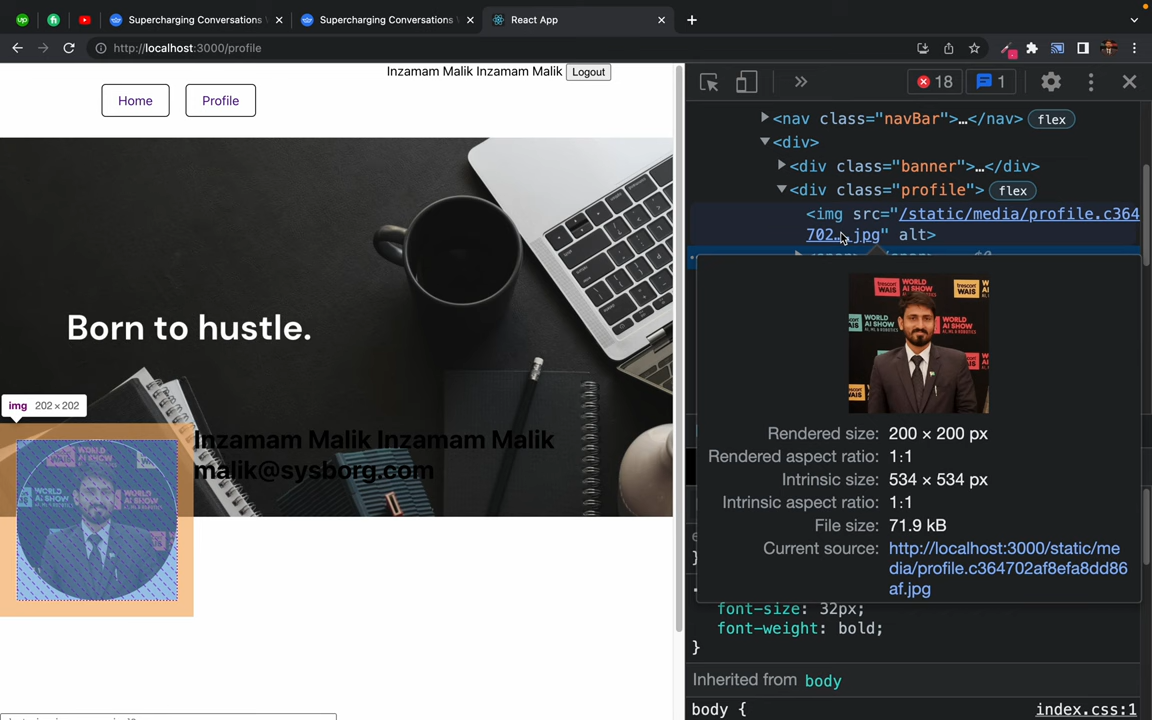 Supercharging Conversations
Supercharging Conversations
React App
http://localhost:3000/profile
Inzamam Malik Inzamam Malik Logout
Home
Profile
Born to hustle.
img 202×202
Inzamam Malik Inzamam Malik
malik@sysborg.com
18
1
<nav class="navBar">…</nav> flex
<div>
<div class="banner">…</div>
<div class="profile"> flex
<img src="/static/media/profile.c364
702….jpg" alt>
trescon WAIS
WORLD AI SHOW
Rendered size: 200 × 200 px
Rendered aspect ratio: 1:1
Intrinsic size: 534 × 534 px
Intrinsic aspect ratio: 1:1
File size: 71.9 kB
Current source: http://localhost:3000/static/me
dia/profile.c364702af8efa8dd86
af.jpg
}
font-size: 32px;
font-weight: bold;
}
Inherited from body
body {
index.css:1